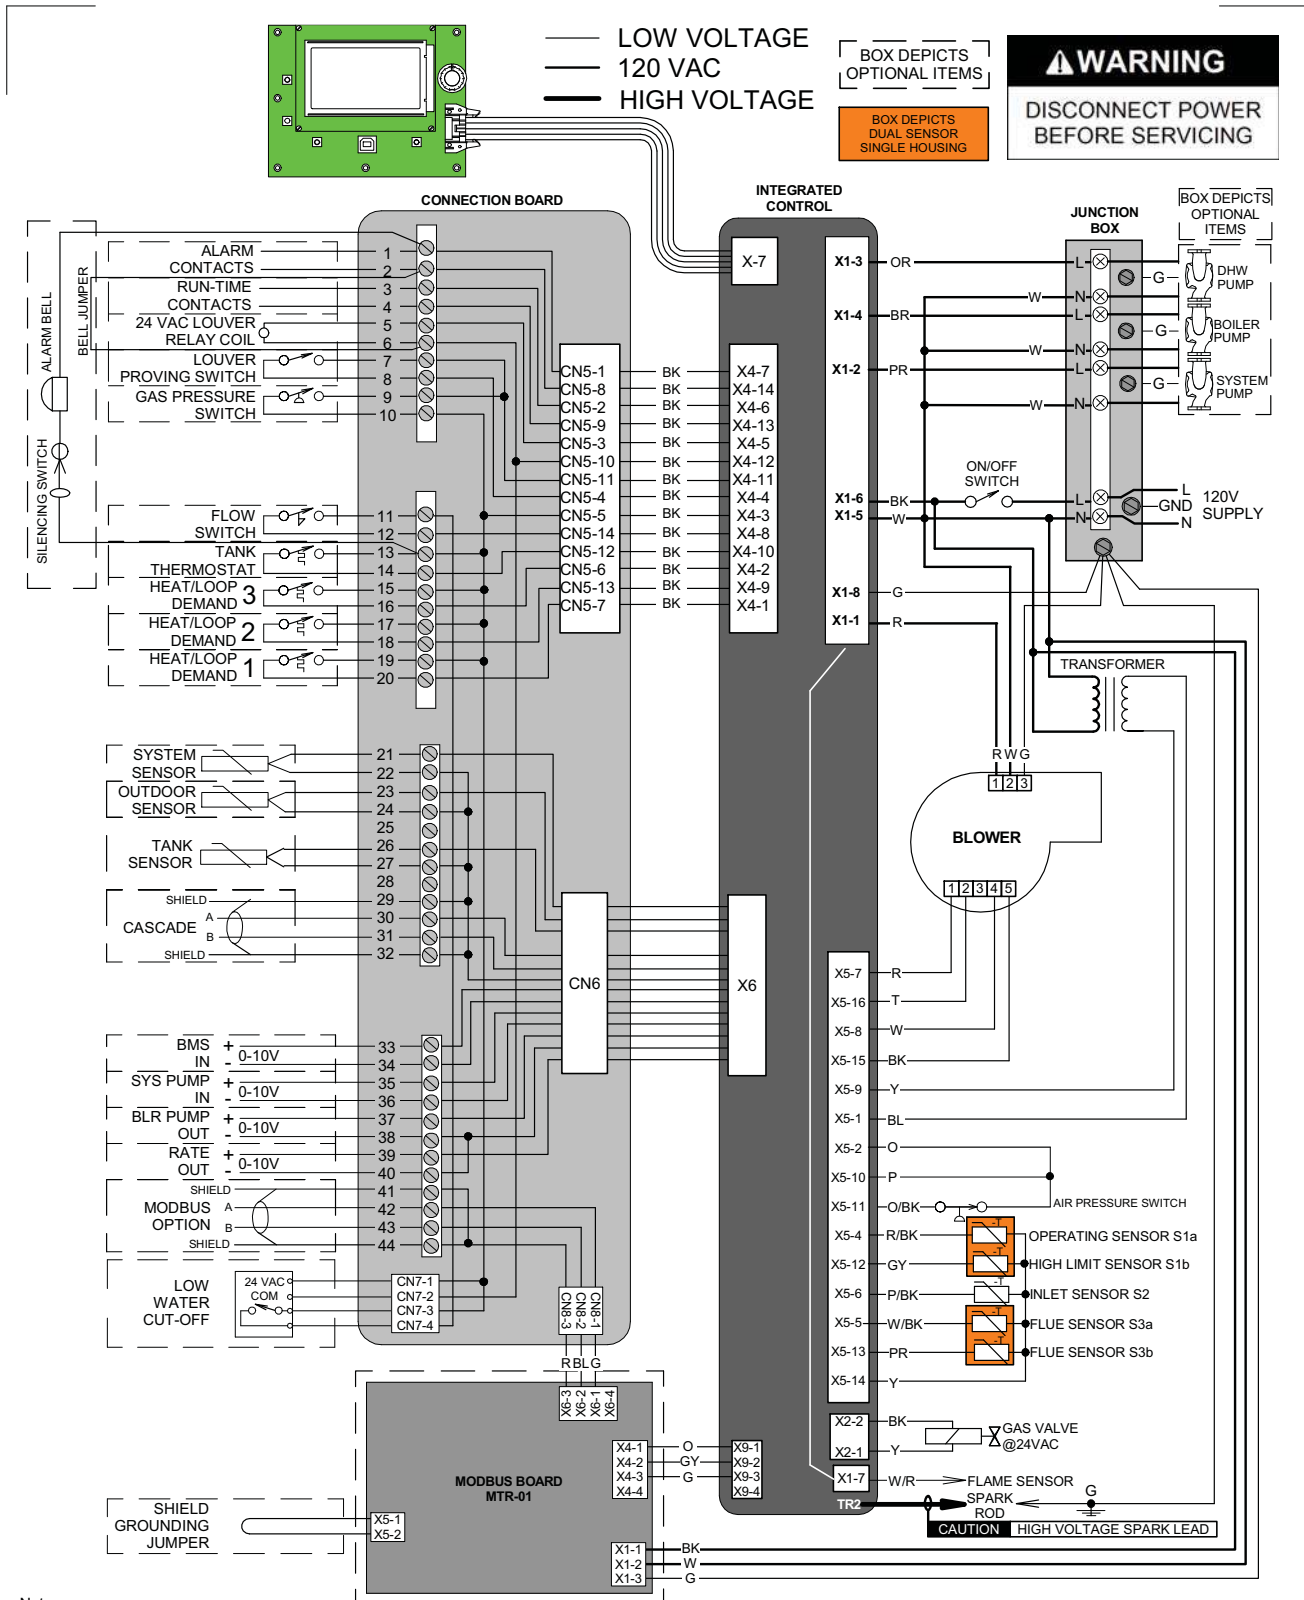 LOW VOLTAGE
120 VAC
HIGH VOLTAGE
BOX DEPICTS
OPTIONAL ITEMS
BOX DEPICTS
DUAL SENSOR
SINGLE HOUSING
WARNING
DISCONNECT POWER
BEFORE SERVICING
CONNECTION BOARD
INTEGRATED
CONTROL
JUNCTION
BOX
BOX DEPICTS
OPTIONAL
ITEMS
ALARM BELL
BELL JUMPER
SILENCING SWITCH
ALARM 1
CONTACTS 2
RUN-TIME 3
CONTACTS 4
24 VAC LOUVER 5
RELAY COIL 6
LOUVER 7
PROVING SWITCH 8
GAS PRESSURE 9
SWITCH 10
FLOW 11
SWITCH 12
TANK 13
THERMOSTAT 14
HEAT/LOOP 15
DEMAND 3 16
HEAT/LOOP 17
DEMAND 2 18
HEAT/LOOP 19
DEMAND 1 20
CN5-1 BK X4-7
CN5-8 BK X4-14
CN5-2 BK X4-6
CN5-9 BK X4-13
CN5-3 BK X4-5
CN5-10 BK X4-12
CN5-11 BK X4-11
CN5-4 BK X4-4
CN5-5 BK X4-3
CN5-14 BK X4-8
CN5-12 BK X4-10
CN5-6 BK X4-2
CN5-13 BK X4-9
CN5-7 BK X4-1
X-7
X1-3 OR L
G DHW
PUMP
W N
X1-4 BR L
G BOILER
PUMP
W N
X1-2 PR L
G SYSTEM
PUMP
W N
ON/OFF
SWITCH
X1-6 BK L
X1-5 W N
L
GND
N
120V
SUPPLY
X1-8 G
X1-1 R
TRANSFORMER
R W G
1 2 3
BLOWER
1 2 3 4 5
SYSTEM 21
SENSOR 22
OUTDOOR 23
SENSOR 24
25
TANK 26
SENSOR 27
28
SHIELD 29
CASCADE A 30
B 31
SHIELD 32
CN6
X6
BMS + 33
IN - 0-10V 34
SYS PUMP + 35
IN - 0-10V 36
BLR PUMP + 37
OUT - 0-10V 38
RATE + 39
OUT - 0-10V 40
SHIELD 41
MODBUS A 42
OPTION B 43
SHIELD 44
LOW
WATER
CUT-OFF
24 VAC
COM
CN7-1
CN7-2
CN7-3
CN7-4
CN8-3
CN8-2
CN8-1
R BL G
X6-3
X6-2
X6-1
X6-4
X5-7 R
X5-16 T
X5-8 W
X5-15 BK
X5-9 Y
X5-1 BL
X5-2 O
X5-10 P
X5-11 O/BK AIR PRESSURE SWITCH
X5-4 R/BK -T OPERATING SENSOR S1a
X5-12 GY -T HIGH LIMIT SENSOR S1b
X5-6 P/BK INLET SENSOR S2
X5-5 W/BK -T FLUE SENSOR S3a
X5-13 PR -T FLUE SENSOR S3b
X5-14 Y
X2-2 BK
X2-1 Y
GAS VALVE
@24VAC
X1-7 W/R FLAME SENSOR
TR2 SPARK
ROD
G
CAUTION HIGH VOLTAGE SPARK LEAD
MODBUS BOARD
MTR-01
X4-1 O X9-1
X4-2 GY X9-2
X4-3 G X9-3
X4-4 X9-4
SHIELD
GROUNDING
JUMPER
X5-1
X5-2
X1-1 BK
X1-2 W
X1-3 G